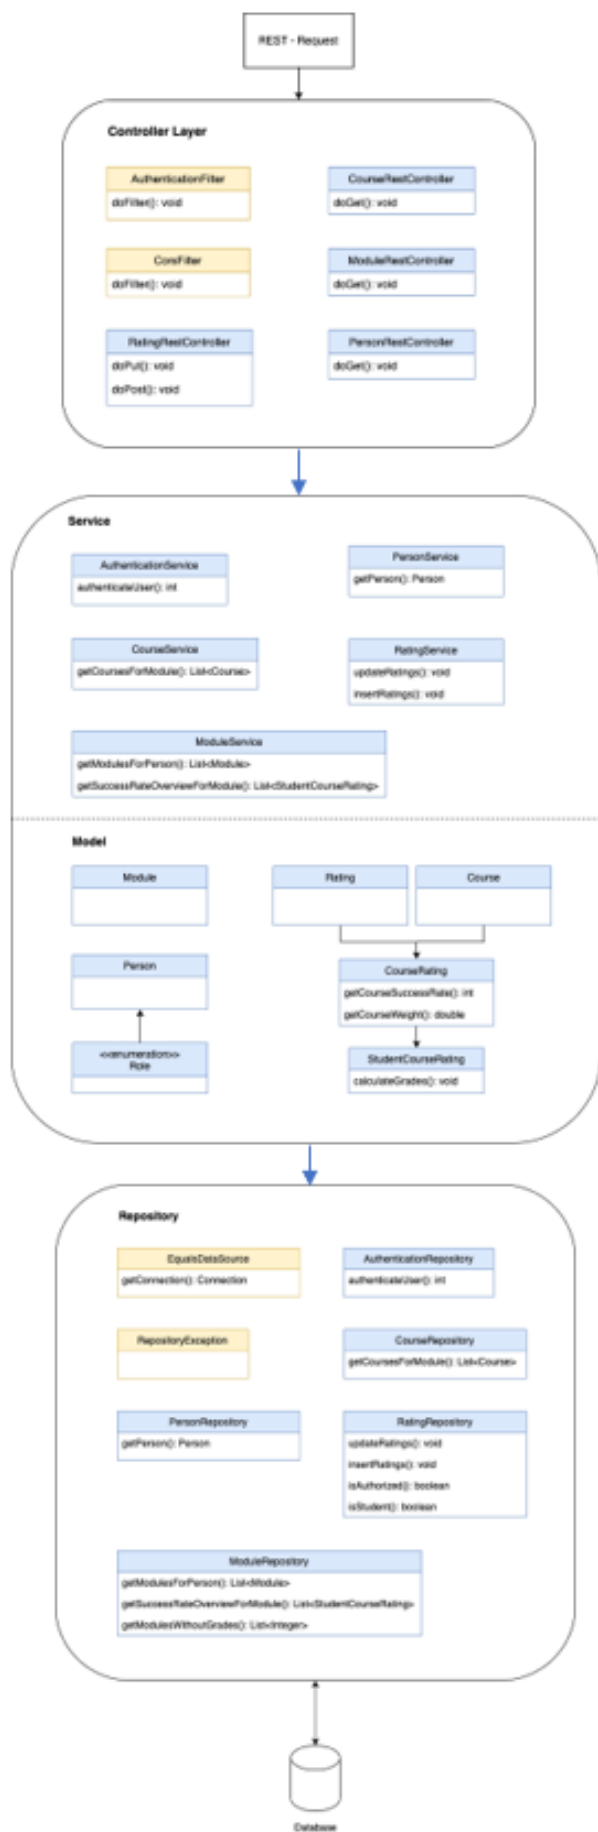 REST - Request
Controller Layer
AuthenticationFilter
doFilter(): void
CourseRestController
doGet(): void
CorsFilter
doFilter(): void
ModuleRestController
doGet(): void
RatingRestController
doPut(): void
doPost(): void
PersonRestController
doGet(): void
Service
AuthenticationService
authenticateUser(): int
PersonService
getPerson(): Person
CourseService
getCoursesForModule(): List<Course>
RatingService
updateRatings(): void
insertRatings(): void
ModuleService
getModulesForPerson(): List<Module>
getSuccessRateOverviewForModule(): List<StudentCourseRating>
Model
Module
Rating
Course
Person
CourseRating
getCourseSuccessRate(): int
getCourseWeight(): double
<<enumeration>>
Role
StudentCourseRating
calculateGrades(): void
Repository
EqualsDataSource
getConnection(): Connection
AuthenticationRepository
authenticateUser(): int
RepositoryException
CourseRepository
getCoursesForModule(): List<Course>
PersonRepository
getPerson(): Person
RatingRepository
updateRatings(): void
insertRatings(): void
isAuthorized(): boolean
isStudent(): boolean
ModuleRepository
getModulesForPerson(): List<Module>
getSuccessRateOverviewForModule(): List<StudentCourseRating>
getModulesWithoutGrades(): List<Integer>
Database